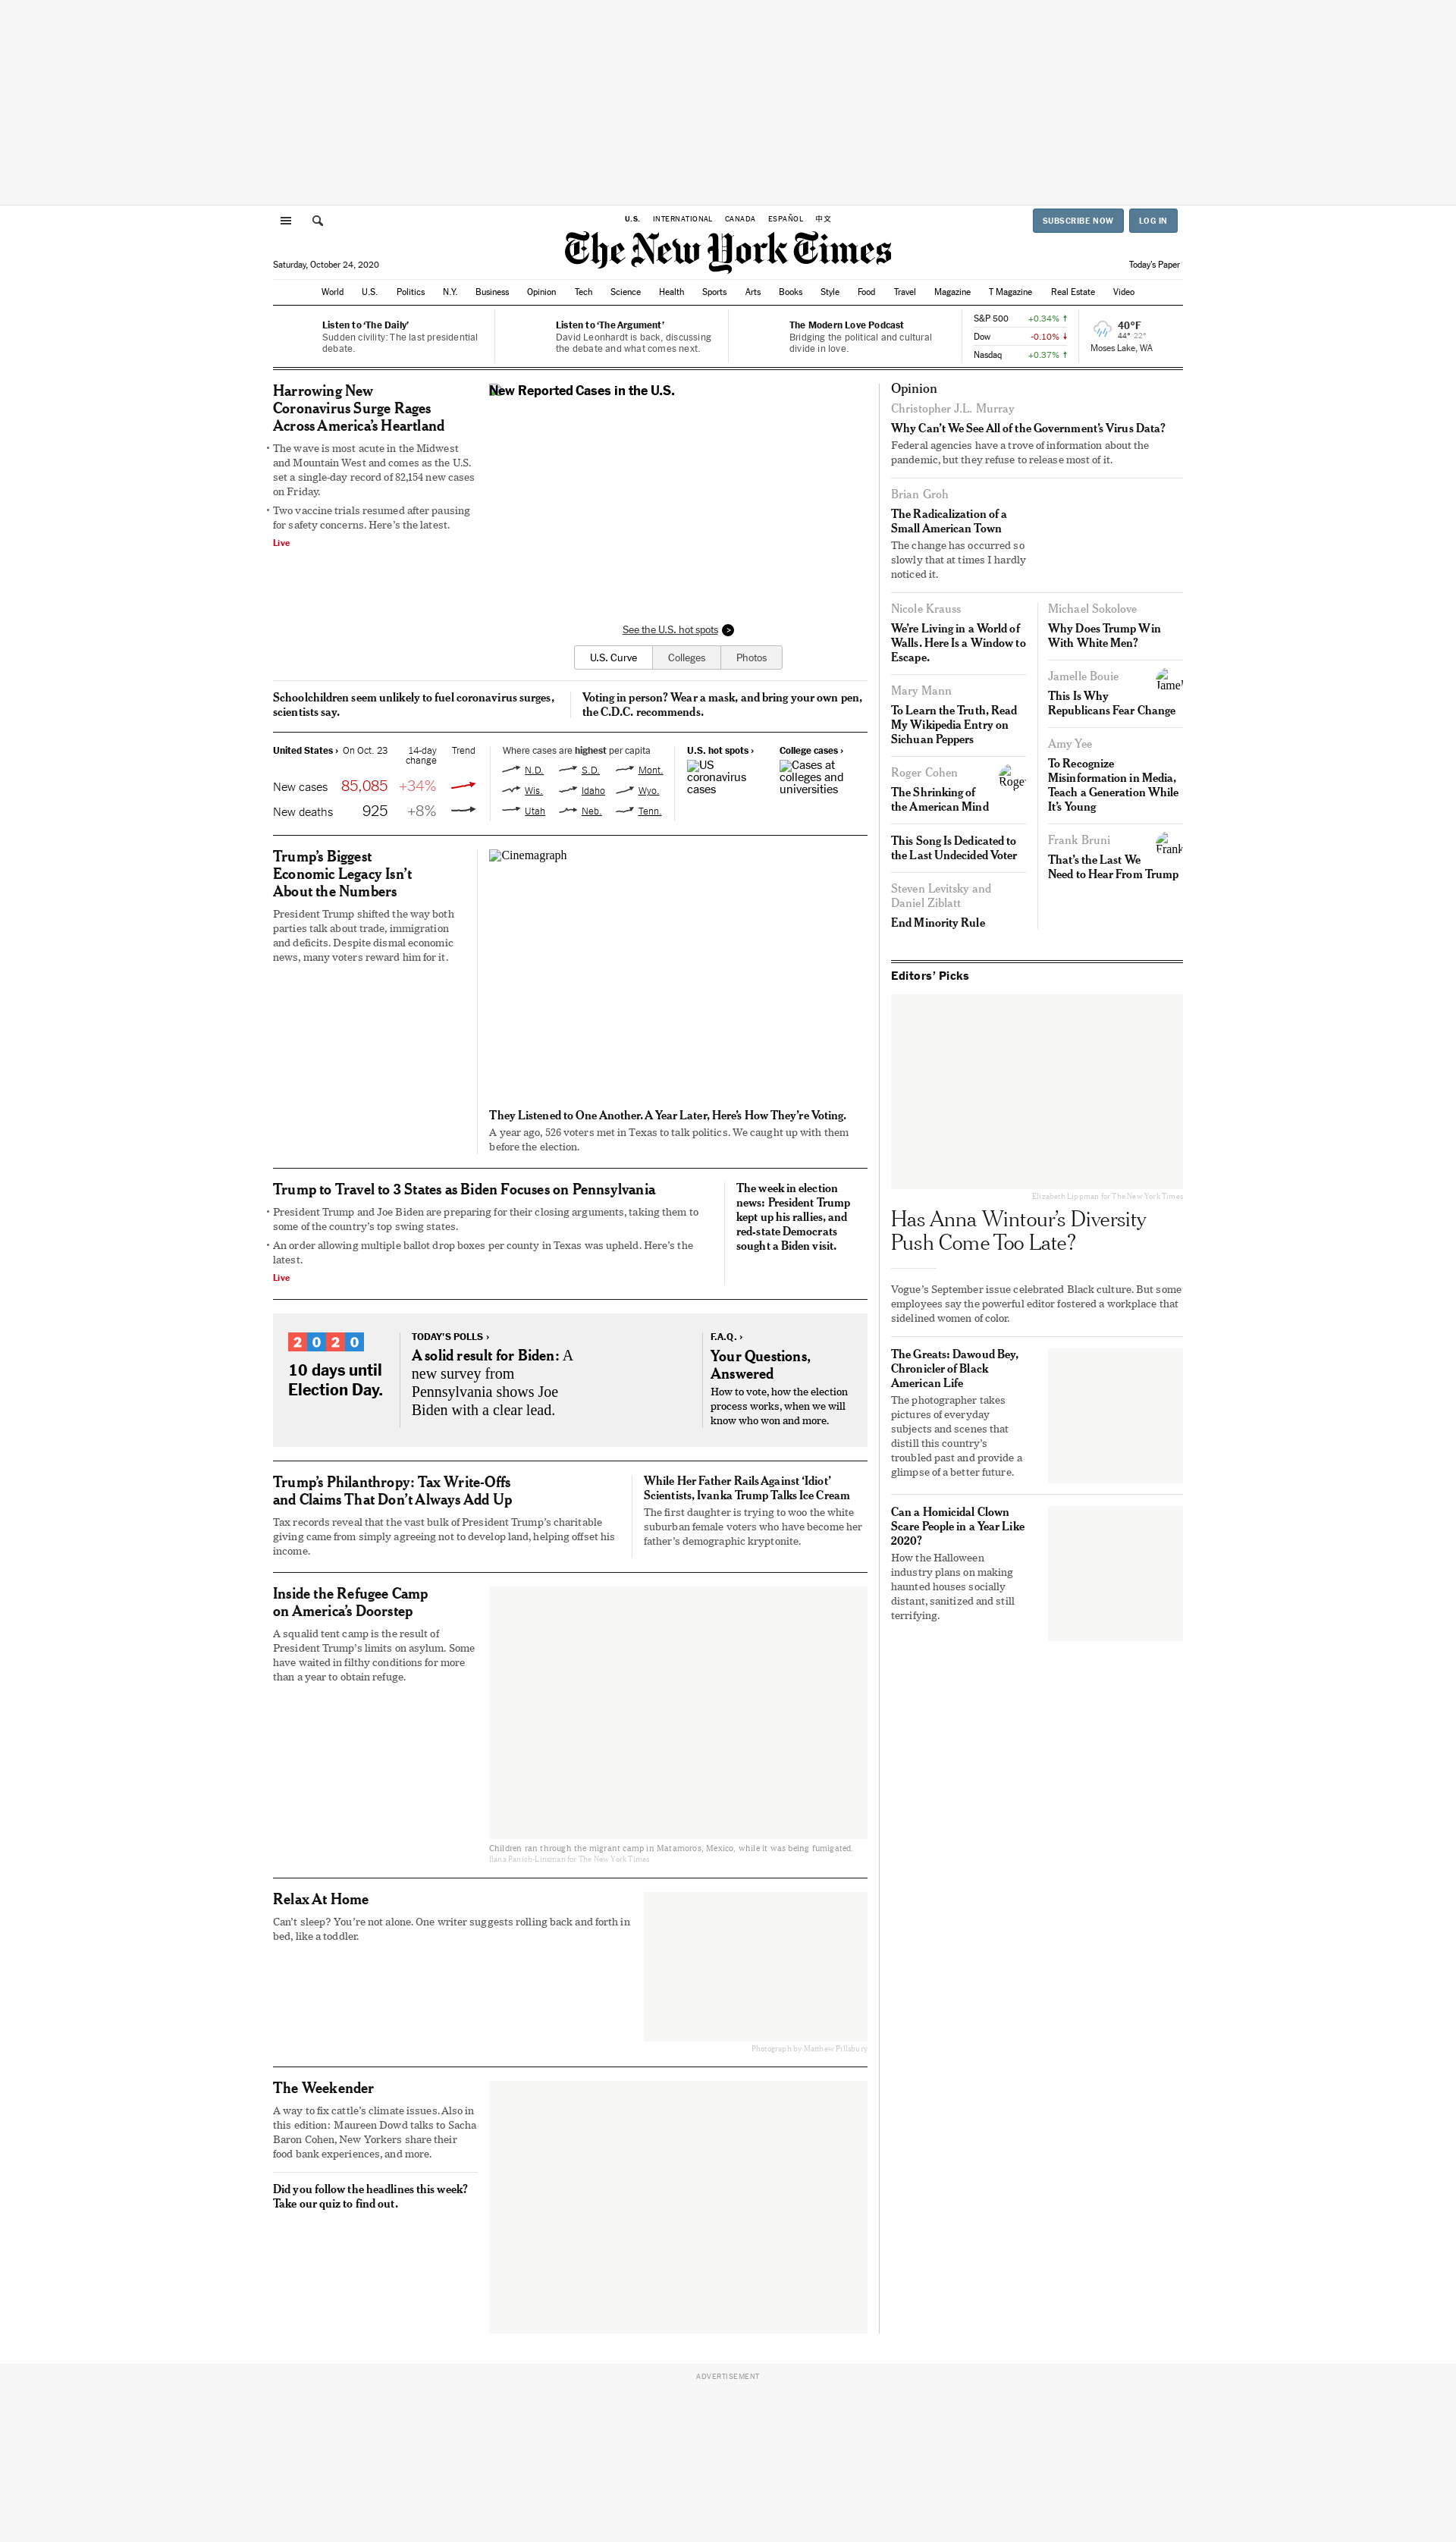 U.S. INTERNATIONAL CANADA ESPAÑOL 中文
SUBSCRIBE NOW LOG IN
The New York Times
Saturday, October 24, 2020
Today's Paper
World U.S. Politics N.Y. Business Opinion Tech Science Health Sports Arts Books Style Food Travel Magazine T Magazine Real Estate Video
Listen to ‘The Daily’
Sudden civility: The last presidential
debate.
Listen to ‘The Argument’
David Leonhardt is back, discussing
the debate and what comes next.
The Modern Love Podcast
Bridging the political and cultural
divide in love.
S&P 500 +0.34% ↑
Dow -0.10% ↓
Nasdaq +0.37% ↑
40°F
44° 22°
Moses Lake, WA
Harrowing New
Coronavirus Surge Rages
Across America’s Heartland
• The wave is most acute in the Midwest
and Mountain West and comes as the U.S.
set a single-day record of 82,154 new cases
on Friday.
• Two vaccine trials resumed after pausing
for safety concerns. Here’s the latest.
Live
New Reported Cases in the U.S.
See the U.S. hot spots >
U.S. Curve Colleges Photos
Schoolchildren seem unlikely to fuel coronavirus surges,
scientists say.
Voting in person? Wear a mask, and bring your own pen,
the C.D.C. recommends.
United States › On Oct. 23 14-day
change Trend
New cases 85,085 +34%
New deaths 925 +8%
Where cases are highest per capita
N.D. S.D. Mont.
Wis. Idaho Wyo.
Utah Neb. Tenn.
U.S. hot spots ›
US
coronavirus
cases
College cases ›
Cases at
colleges and
universities
Trump’s Biggest
Economic Legacy Isn’t
About the Numbers
President Trump shifted the way both
parties talk about trade, immigration
and deficits. Despite dismal economic
news, many voters reward him for it.
Cinemagraph
They Listened to One Another. A Year Later, Here’s How They’re Voting.
A year ago, 526 voters met in Texas to talk politics. We caught up with them
before the election.
Trump to Travel to 3 States as Biden Focuses on Pennsylvania
• President Trump and Joe Biden are preparing for their closing arguments, taking them to
some of the country’s top swing states.
• An order allowing multiple ballot drop boxes per county in Texas was upheld. Here’s the
latest.
Live
The week in election
news: President Trump
kept up his rallies, and
red-state Democrats
sought a Biden visit.
2020
10 days until
Election Day.
TODAY’S POLLS ›
A solid result for Biden: A
new survey from
Pennsylvania shows Joe
Biden with a clear lead.
F.A.Q. ›
Your Questions,
Answered
How to vote, how the election
process works, when we will
know who won and more.
Trump’s Philanthropy: Tax Write-Offs
and Claims That Don’t Always Add Up
Tax records reveal that the vast bulk of President Trump’s charitable
giving came from simply agreeing not to develop land, helping offset his
income.
While Her Father Rails Against ‘Idiot’
Scientists, Ivanka Trump Talks Ice Cream
The first daughter is trying to woo the white
suburban female voters who have become her
father’s demographic kryptonite.
Inside the Refugee Camp
on America’s Doorstep
A squalid tent camp is the result of
President Trump’s limits on asylum. Some
have waited in filthy conditions for more
than a year to obtain refuge.
Children ran through the migrant camp in Matamoros, Mexico, while it was being fumigated.
Ilana Panich-Linsman for The New York Times
Relax At Home
Can’t sleep? You’re not alone. One writer suggests rolling back and forth in
bed, like a toddler.
Photograph by Matthew Pillsbury
The Weekender
A way to fix cattle’s climate issues. Also in
this edition: Maureen Dowd talks to Sacha
Baron Cohen, New Yorkers share their
food bank experiences, and more.
Did you follow the headlines this week?
Take our quiz to find out.
Opinion
Christopher J.L. Murray
Why Can’t We See All of the Government’s Virus Data?
Federal agencies have a trove of information about the
pandemic, but they refuse to release most of it.
Brian Groh
The Radicalization of a
Small American Town
The change has occurred so
slowly that at times I hardly
noticed it.
Nicole Krauss
We’re Living in a World of
Walls. Here Is a Window to
Escape.
Mary Mann
To Learn the Truth, Read
My Wikipedia Entry on
Sichuan Peppers
Roger Cohen
Roger
The Shrinking of
the American Mind
This Song Is Dedicated to
the Last Undecided Voter
Steven Levitsky and
Daniel Ziblatt
End Minority Rule
Michael Sokolove
Why Does Trump Win
With White Men?
Jamelle Bouie
Jamel
This Is Why
Republicans Fear Change
Amy Yee
To Recognize
Misinformation in Media,
Teach a Generation While
It’s Young
Frank Bruni
Frank
That’s the Last We
Need to Hear From Trump
Editors’ Picks
Elizabeth Lippman for The New York Times
Has Anna Wintour’s Diversity
Push Come Too Late?
Vogue’s September issue celebrated Black culture. But some
employees say the powerful editor fostered a workplace that
sidelined women of color.
The Greats: Dawoud Bey,
Chronicler of Black
American Life
The photographer takes
pictures of everyday
subjects and scenes that
distill this country’s
troubled past and provide a
glimpse of a better future.
Can a Homicidal Clown
Scare People in a Year Like
2020?
How the Halloween
industry plans on making
haunted houses socially
distant, sanitized and still
terrifying.
ADVERTISEMENT